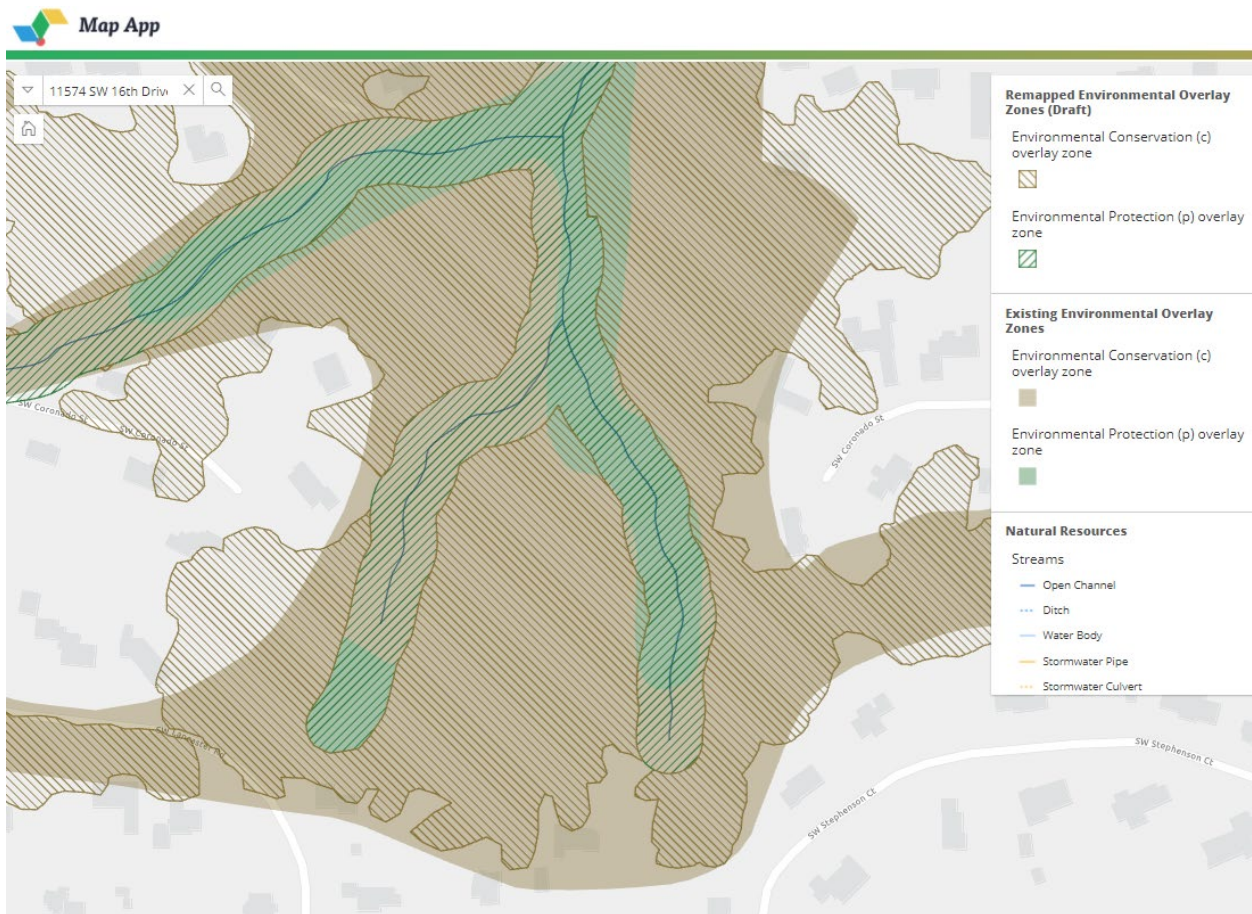 Map App
11574 SW 16th Driv
Remapped Environmental Overlay
Zones (Draft)
Environmental Conservation (c)
overlay zone
Environmental Protection (p) overlay
zone
Existing Environmental Overlay
Zones
Environmental Conservation (c)
overlay zone
Environmental Protection (p) overlay
zone
Natural Resources
Streams
Open Channel
Ditch
Water Body
Stormwater Pipe
Stormwater Culvert
SW Coronado St
SW Coronado St
SW Coronado St
SW Lancaster Rd
SW Stephenson Ct
SW Stephenson Ct